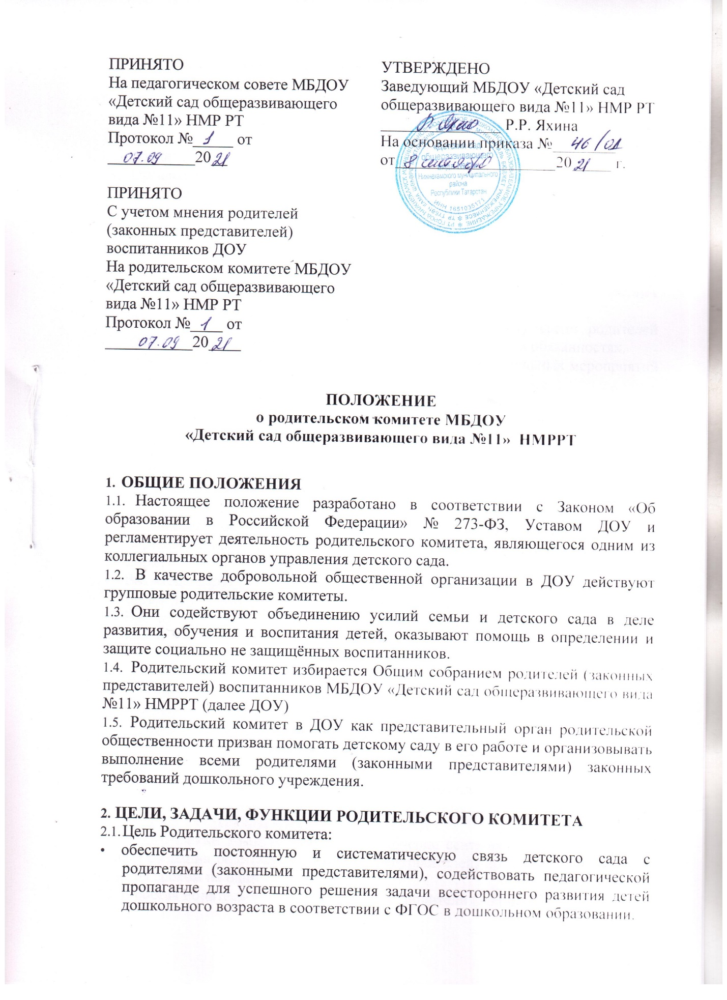 ПРИНЯТО
На педагогическом совете МБДОУ
«Детский сад общеразвивающего
вида №11» НМР РТ
Протокол № 1 от
07.09 2021
ПРИНЯТО
С учетом мнения родителей
(законных представителей)
воспитанников ДОУ
На родительском комитете МБДОУ
«Детский сад общеразвивающего
вида №11» НМР РТ
Протокол № 1 от
07.09 2021
УТВЕРЖДЕНО
Заведующий МБДОУ «Детский сад
общеразвивающего вида №11» НМР РТ
Р.Р. Яхина
На основании приказа № 46/01
от 8 сентября 2021 г.
«Детский сад
общеразвивающего
Нижнекамского муниципального
района
Республики Татарстан
ИНН 1651035171
ПОЛОЖЕНИЕ
о родительском комитете МБДОУ
«Детский сад общеразвивающего вида №11» НМРРТ
1. ОБЩИЕ ПОЛОЖЕНИЯ
1.1. Настоящее положение разработано в соответствии с Законом «Об
образовании в Российской Федерации» № 273-ФЗ, Уставом ДОУ и
регламентирует деятельность родительского комитета, являющегося одним из
коллегиальных органов управления детского сада.
1.2. В качестве добровольной общественной организации в ДОУ действуют
групповые родительские комитеты.
1.3. Они содействуют объединению усилий семьи и детского сада в деле
развития, обучения и воспитания детей, оказывают помощь в определении и
защите социально не защищённых воспитанников.
1.4. Родительский комитет избирается Общим собранием родителей (законных
представителей) воспитанников МБДОУ «Детский сад общеразвивающего вида
№11» НМРРТ (далее ДОУ)
1.5. Родительский комитет в ДОУ как представительный орган родительской
общественности призван помогать детскому саду в его работе и организовывать
выполнение всеми родителями (законными представителями) законных
требований дошкольного учреждения.
2. ЦЕЛИ, ЗАДАЧИ, ФУНКЦИИ РОДИТЕЛЬСКОГО КОМИТЕТА
2.1. Цель Родительского комитета:
• обеспечить постоянную и систематическую связь детского сада с
родителями (законными представителями), содействовать педагогической
пропаганде для успешного решения задачи всестороннего развития детей
дошкольного возраста в соответствии с ФГОС в дошкольном образовании.